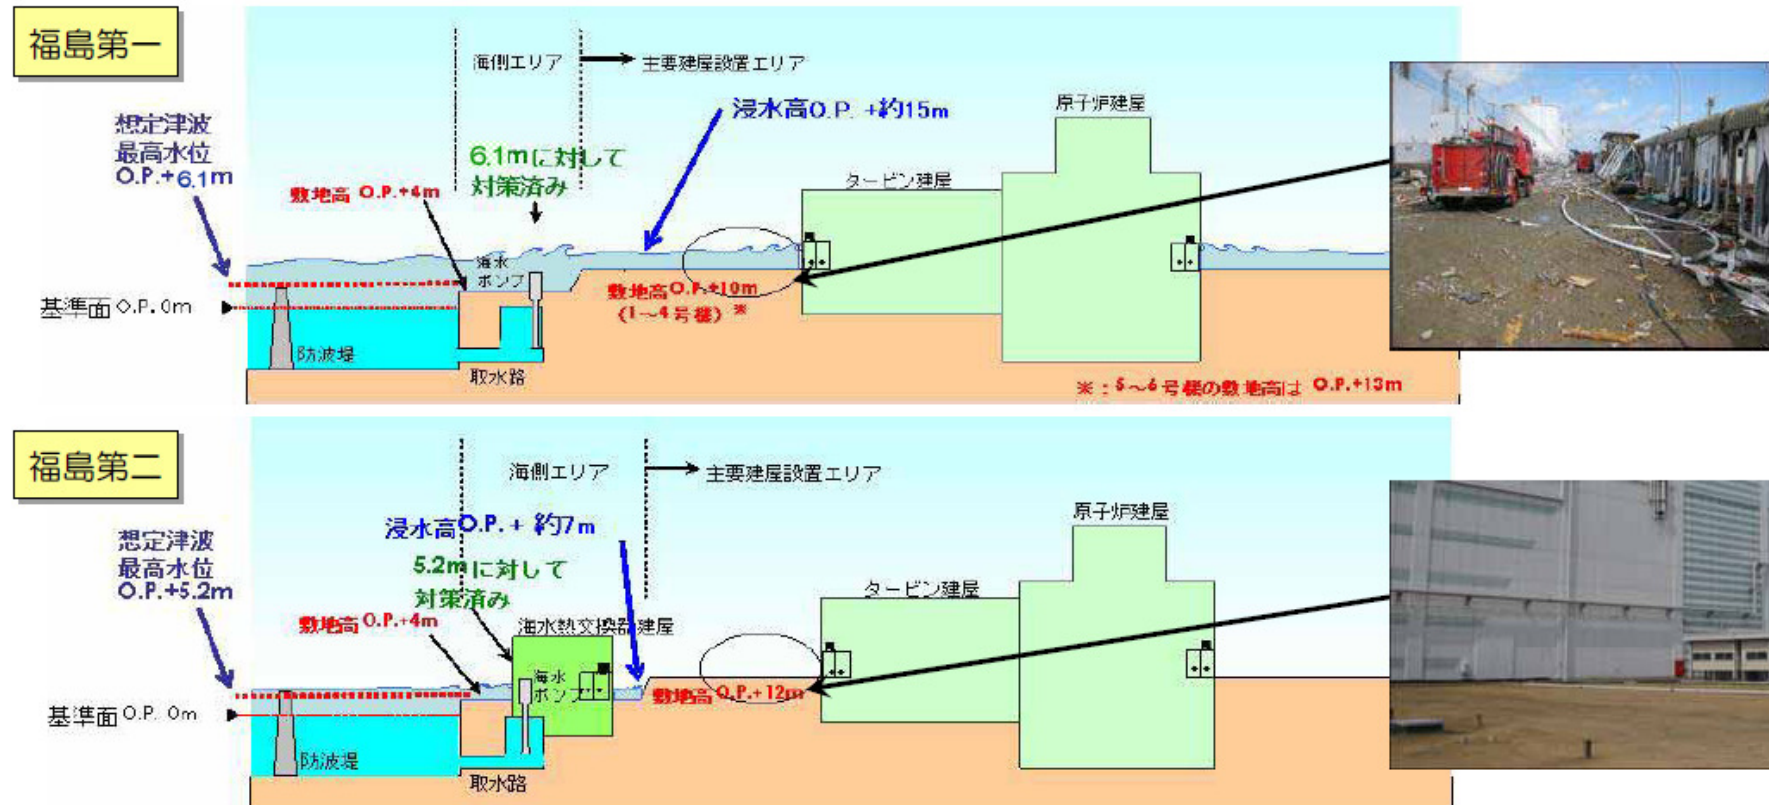 福島第一
海側エリア
主要建屋設置エリア
想定津波
最高水位
O.P.+6.1m
浸水高O.P. +約15m
原子炉建屋
6.1mに対して
対策済み
敷地高 O.P.+4m
タービン建屋
海水
ポンプ
基準面 O.P. 0m
敷地高O.P.+10m
(1~4号機) ※
防波堤
取水路
※:5~6号機の敷地高は O.P.+13m
福島第二
海側エリア
主要建屋設置エリア
浸水高O.P. + 約7m
原子炉建屋
想定津波
最高水位
O.P.+5.2m
5.2mに対して
対策済み
タービン建屋
敷地高 O.P.+4m
海水熱交換器建屋
海水
ポンプ
敷地高 O.P.+12m
基準面 O.P. 0m
防波堤
取水路